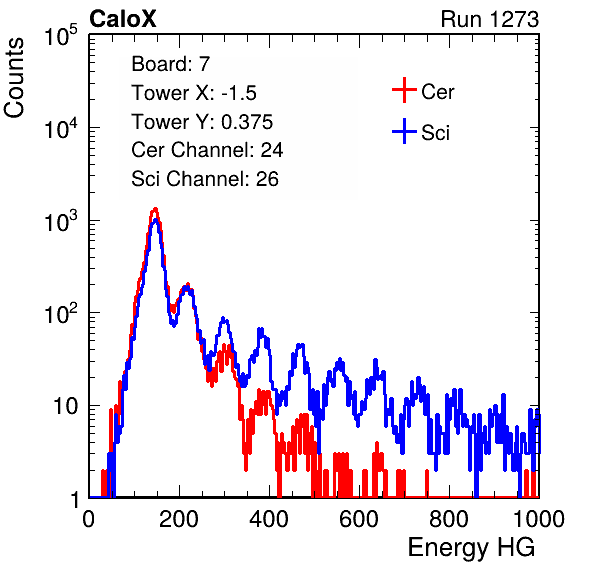 CaloX Run 1273
Counts
Board: 7
Tower X: -1.5
Tower Y: 0.375
Cer Channel: 24
Sci Channel: 26
Cer
Sci
10^5
10^4
10^3
10^2
10
1
0 200 400 600 800 1000
Energy HG